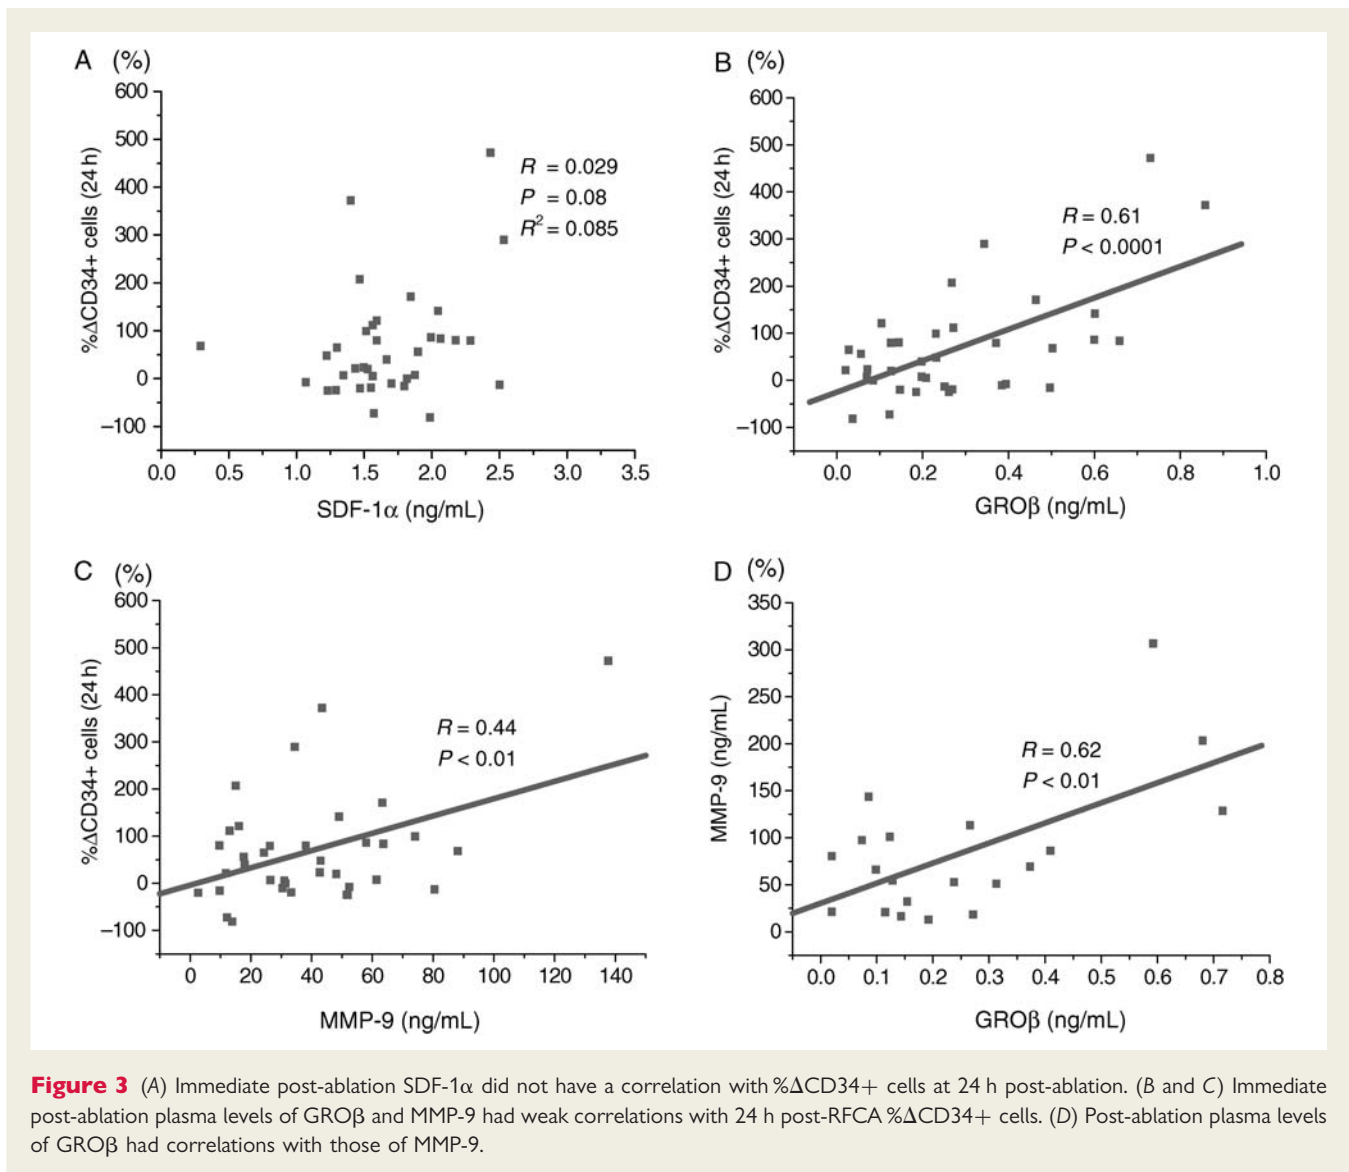 A (%)
600
500
400
300
200
100
0
−100
%ΔCD34+ cells (24 h)
R = 0.029
P = 0.08
R² = 0.085
0.0 0.5 1.0 1.5 2.0 2.5 3.0 3.5
SDF-1α (ng/mL)
B (%)
600
500
400
300
200
100
0
−100
%ΔCD34+ cells (24 h)
R = 0.61
P < 0.0001
0.0 0.2 0.4 0.6 0.8 1.0
GROβ (ng/mL)
C (%)
600
500
400
300
200
100
0
−100
%ΔCD34+ cells (24 h)
R = 0.44
P < 0.01
0 20 40 60 80 100 120 140
MMP-9 (ng/mL)
D (%)
350
300
250
200
150
100
50
0
MMP-9 (ng/mL)
R = 0.62
P < 0.01
0.0 0.1 0.2 0.3 0.4 0.5 0.6 0.7 0.8
GROβ (ng/mL)
Figure 3 (A) Immediate post-ablation SDF-1α did not have a correlation with %ΔCD34+ cells at 24 h post-ablation. (B and C) Immediate
post-ablation plasma levels of GROβ and MMP-9 had weak correlations with 24 h post-RFCA %ΔCD34+ cells. (D) Post-ablation plasma levels
of GROβ had correlations with those of MMP-9.